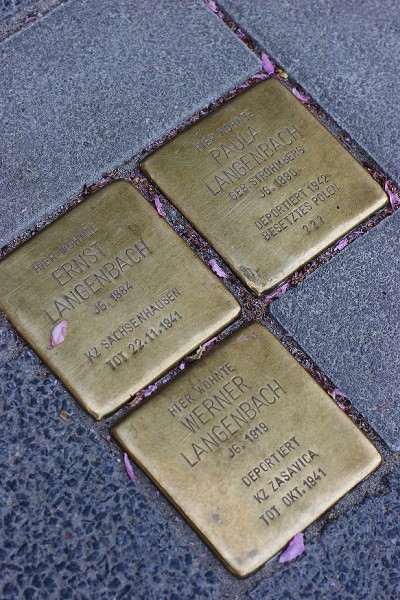 HIER WOHNTE
PAULA
LANGENBACH
GEB. STROHMBERG
JG. 1890
DEPORTIERT 1942
BESETZTES POLEN
???
HIER WOHNTE
ERNST
LANGENBACH
JG. 1884
KZ SACHSENHAUSEN
TOT 22.11.1941
HIER WOHNTE
WERNER
LANGENBACH
JG. 1919
DEPORTIERT
KZ ZASAVICA
TOT OKT. 1941